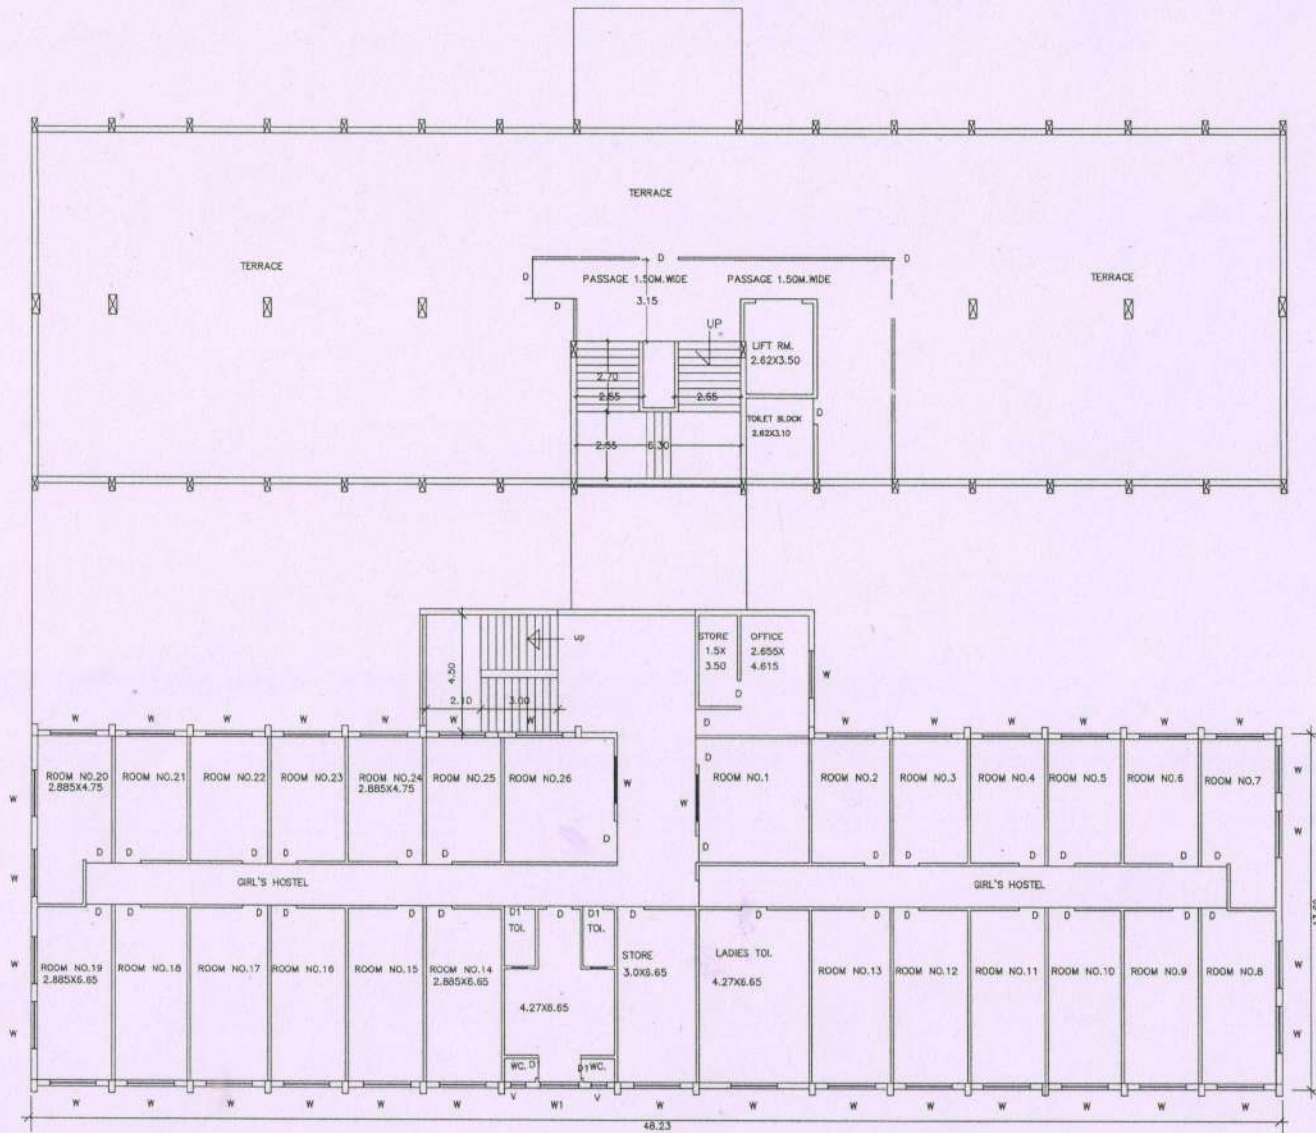 TERRACE
TERRACE
TERRACE
D
D
D
D
PASSAGE 1.50M.WIDE
PASSAGE 1.50M.WIDE
3.15
UP
LIFT RM.
2.62X3.50
2.70
2.55
2.55
TOILET BLOCK
2.62X3.10
D
2.55
6.30
STORE
1.5X
3.50
OFFICE
2.655X
4.615
UP
4.50
2.10
3.00
D
D
W
W W W W W W W
W W W W W W
ROOM NO.20
2.885X4.75
ROOM NO.21
ROOM NO.22
ROOM NO.23
ROOM NO.24
2.885X4.75
ROOM NO.25
ROOM NO.26
D
ROOM NO.1
ROOM NO.2
ROOM NO.3
ROOM NO.4
ROOM NO.5
ROOM NO.6
ROOM NO.7
W
W
W
W
W
W
D D D D D D D
D D D D D D D
GIRL'S HOSTEL
GIRL'S HOSTEL
D D D D D D D1 D D1 D D
D D D D D D
TOI.
TOI.
STORE
3.0X6.65
LADIES TOI.
4.27X6.65
ROOM NO.19
2.885X6.65
ROOM NO.18
ROOM NO.17
ROOM NO.16
ROOM NO.15
ROOM NO.14
2.885X6.65
4.27X6.65
ROOM NO.13
ROOM NO.12
ROOM NO.11
ROOM NO.10
ROOM NO.9
ROOM NO.8
W
W
W
W
WC.
D
D1
WC.
W W W W W W V W1 V W W W W W W W W
48.23